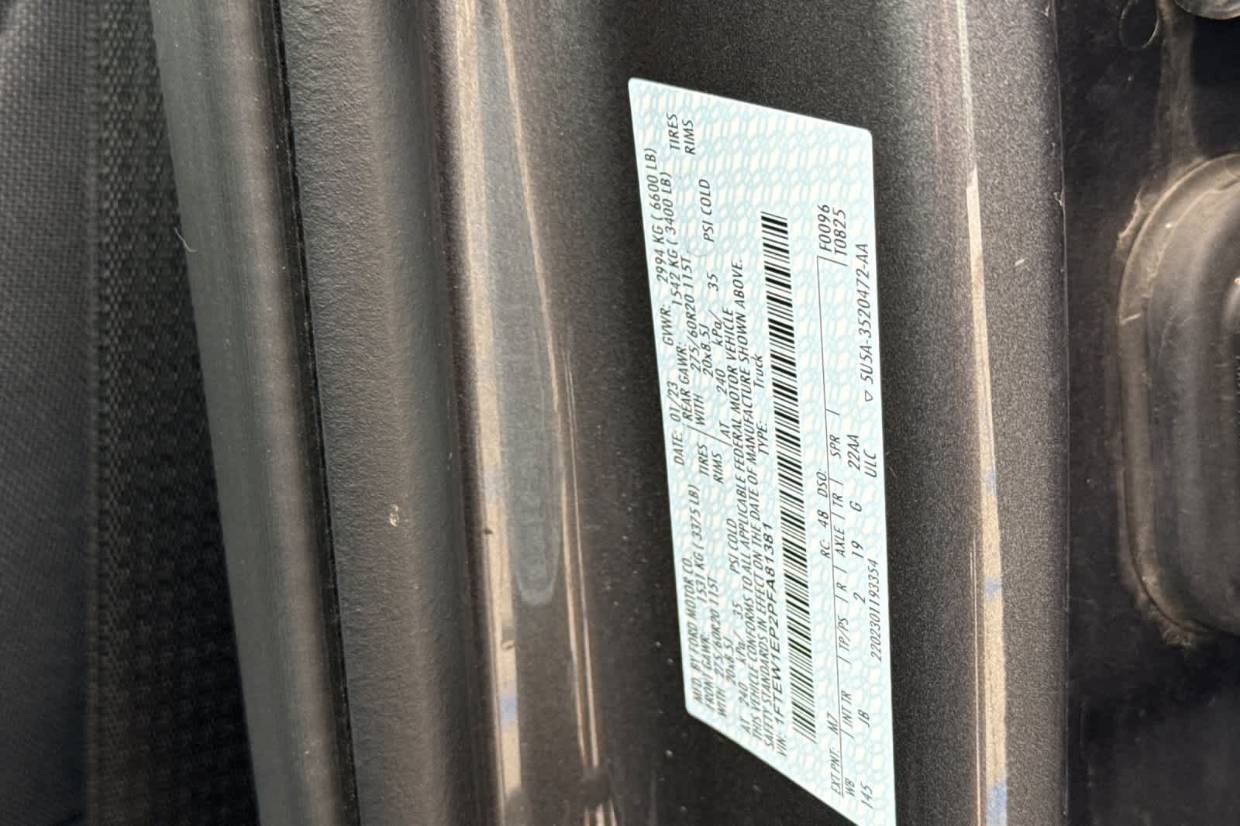 MFD. BY FORD MOTOR CO.
DATE: 01/23 GVWR: 2994 KG ( 6600 LB)
FRONT GAWR: 1531 KG ( 3375 LB) REAR GAWR: 1542 KG ( 3400 LB)
WITH 275/60R20 115T TIRES WITH 275/60R20 115T TIRES
20x8.5J RIMS 20x8.5J RIMS
AT 240 kPa/ 35 PSI COLD AT 240 kPa/ 35 PSI COLD
THIS VEHICLE CONFORMS TO ALL APPLICABLE FEDERAL MOTOR VEHICLE
SAFETY STANDARDS IN EFFECT ON THE DATE OF MANUFACTURE SHOWN ABOVE.
VIN: 1FTEW1EP2PFA81381 TYPE: Truck
EXT PNT: M7 RC: 48 DSO: F0096
WB INT TR TP/PS R AXLE TR SPR T0825
145 JB 2 19 G 22AA
2202301193354 ULC ▽ 5U5A-3520472-AA